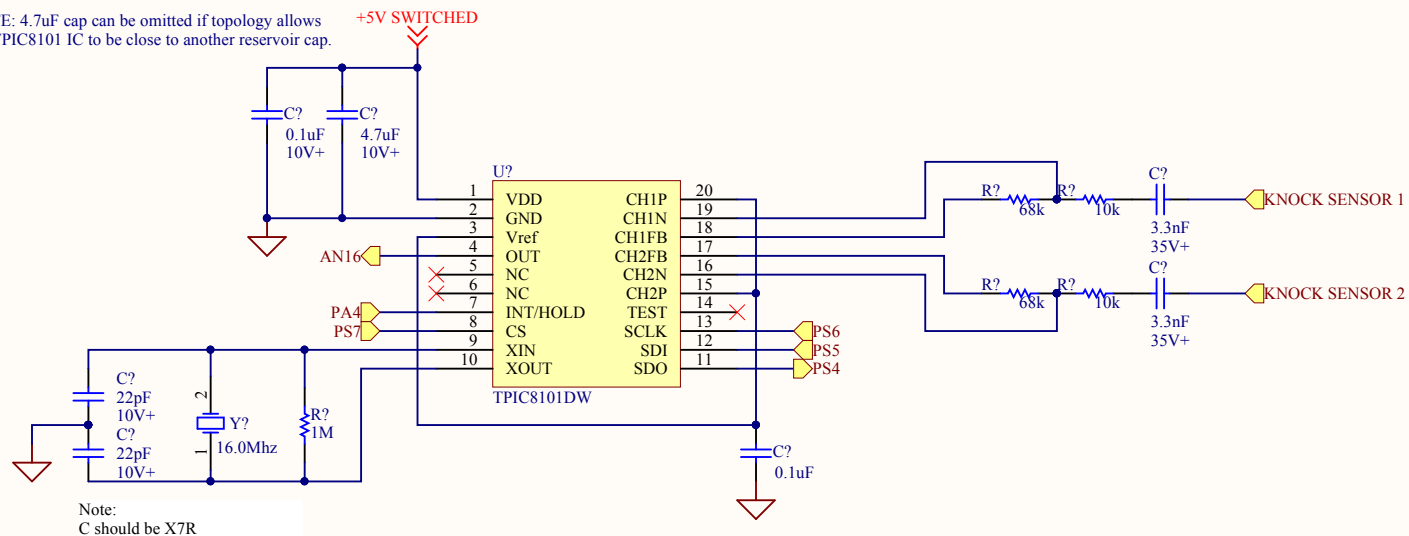 E: 4.7uF cap can be omitted if topology allows
PIC8101 IC to be close to another reservoir cap.
+5V SWITCHED
C?
0.1uF
10V+
C?
4.7uF
10V+
U?
1 VDD
2 GND
3 Vref
4 OUT
5 NC
6 NC
7 INT/HOLD
8 CS
9 XIN
10 XOUT
CH1P 20
CH1N 19
CH1FB 18
CH2FB 17
CH2N 16
CH2P 15
TEST 14
SCLK 13
SDI 12
SDO 11
TPIC8101DW
AN16
PA4
PS7
PS6
PS5
PS4
R?
68k
R?
10k
C?
3.3nF
35V+
KNOCK SENSOR 1
R?
68k
R?
10k
C?
3.3nF
35V+
KNOCK SENSOR 2
C?
22pF
10V+
C?
22pF
10V+
2
Y?
1
16.0Mhz
R?
1M
C?
0.1uF
Note:
C should be X7R